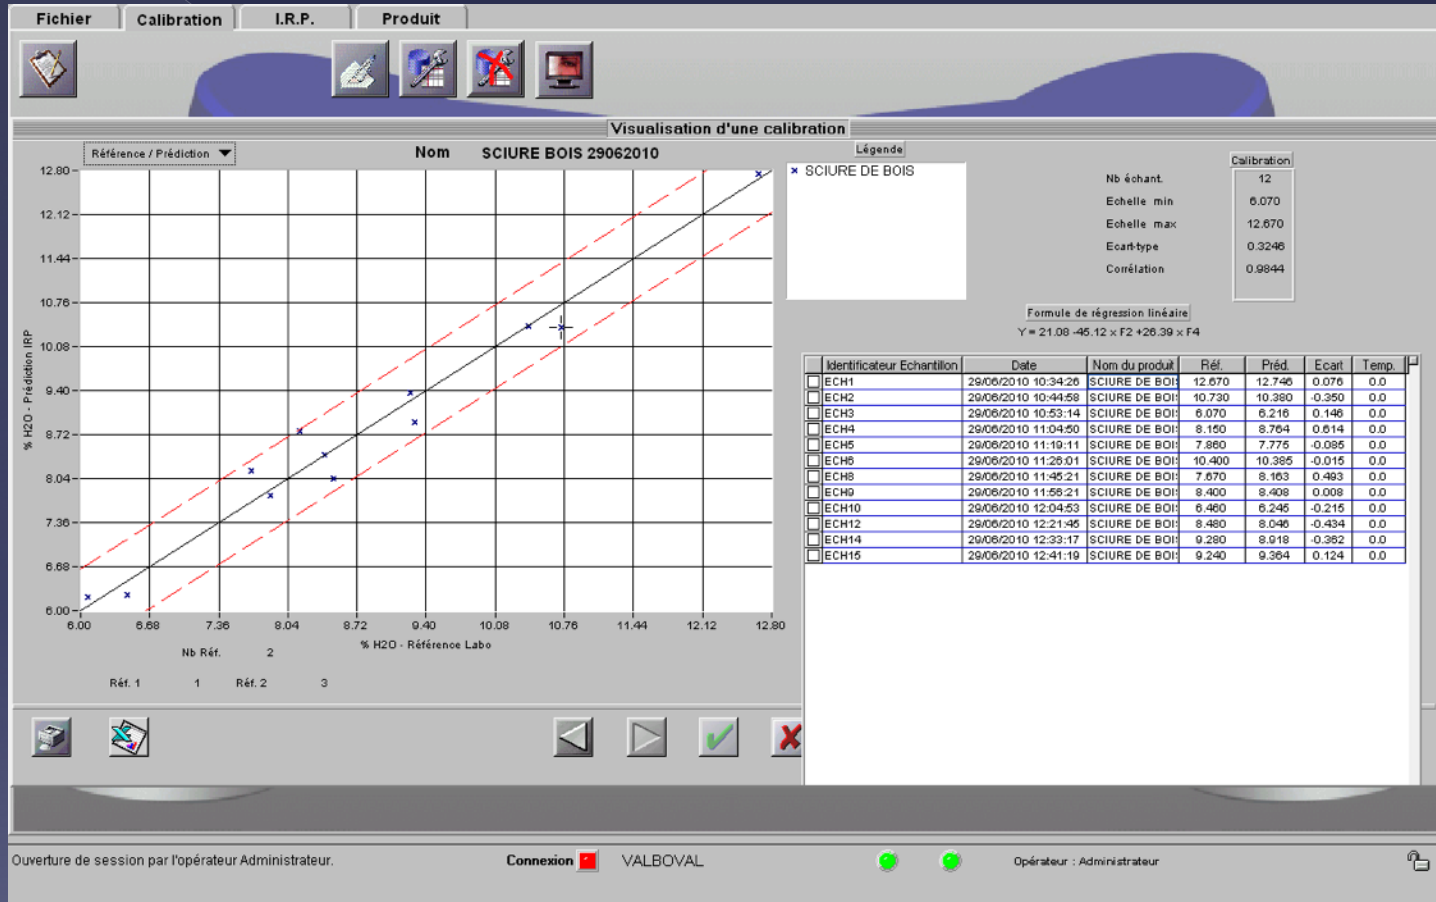 Fichier Calibration I.R.P. Produit
Visualisation d'une calibration
Référence / Prédiction
Nom SCIURE BOIS 29062010
Légende
SCIURE DE BOIS
Calibration
Nb échant. 12
Echelle min 6.070
Echelle max 12.670
Ecart-type 0.3246
Corrélation 0.9844
Formule de régression linéaire
Y = 21.08 -45.12 x F2 +26.39 x F4
% H2O - Prédiction IRP
12.80
12.12
11.44
10.76
10.08
9.40
8.72
8.04
7.36
6.68
6.00
6.00 6.68 7.36 8.04 8.72 9.40 10.08 10.76 11.44 12.12 12.80
% H2O - Référence Labo
Nb Réf. 2
Réf. 1 1 Réf. 2 3
Identificateur Echantillon Date Nom du produit Réf. Préd. Ecart Temp.
ECH1 29/06/2010 10:34:26 SCIURE DE BOI 12.670 12.746 0.076 0.0
ECH2 29/06/2010 10:44:58 SCIURE DE BOI 10.730 10.380 -0.350 0.0
ECH3 29/06/2010 10:53:14 SCIURE DE BOI 6.070 6.216 0.146 0.0
ECH4 29/06/2010 11:04:50 SCIURE DE BOI 8.150 8.764 0.614 0.0
ECH5 29/06/2010 11:19:11 SCIURE DE BOI 7.860 7.775 -0.085 0.0
ECH6 29/06/2010 11:26:01 SCIURE DE BOI 10.400 10.385 -0.015 0.0
ECH8 29/06/2010 11:45:21 SCIURE DE BOI 7.670 8.163 0.493 0.0
ECH9 29/06/2010 11:56:21 SCIURE DE BOI 8.400 8.408 0.008 0.0
ECH10 29/06/2010 12:04:53 SCIURE DE BOI 6.460 6.245 -0.215 0.0
ECH12 29/06/2010 12:21:45 SCIURE DE BOI 8.480 8.046 -0.434 0.0
ECH14 29/06/2010 12:33:17 SCIURE DE BOI 9.280 8.918 -0.362 0.0
ECH15 29/06/2010 12:41:19 SCIURE DE BOI 9.240 9.364 0.124 0.0
Ouverture de session par l'opérateur Administrateur. Connexion VALBOVAL Opérateur : Administrateur